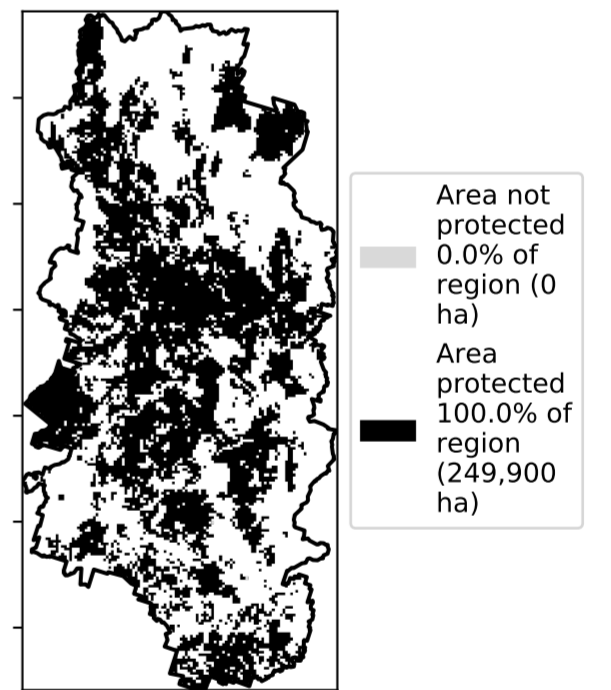 Area not
protected
0.0% of
region (0
ha)
Area
protected
100.0% of
region
(249,900
ha)